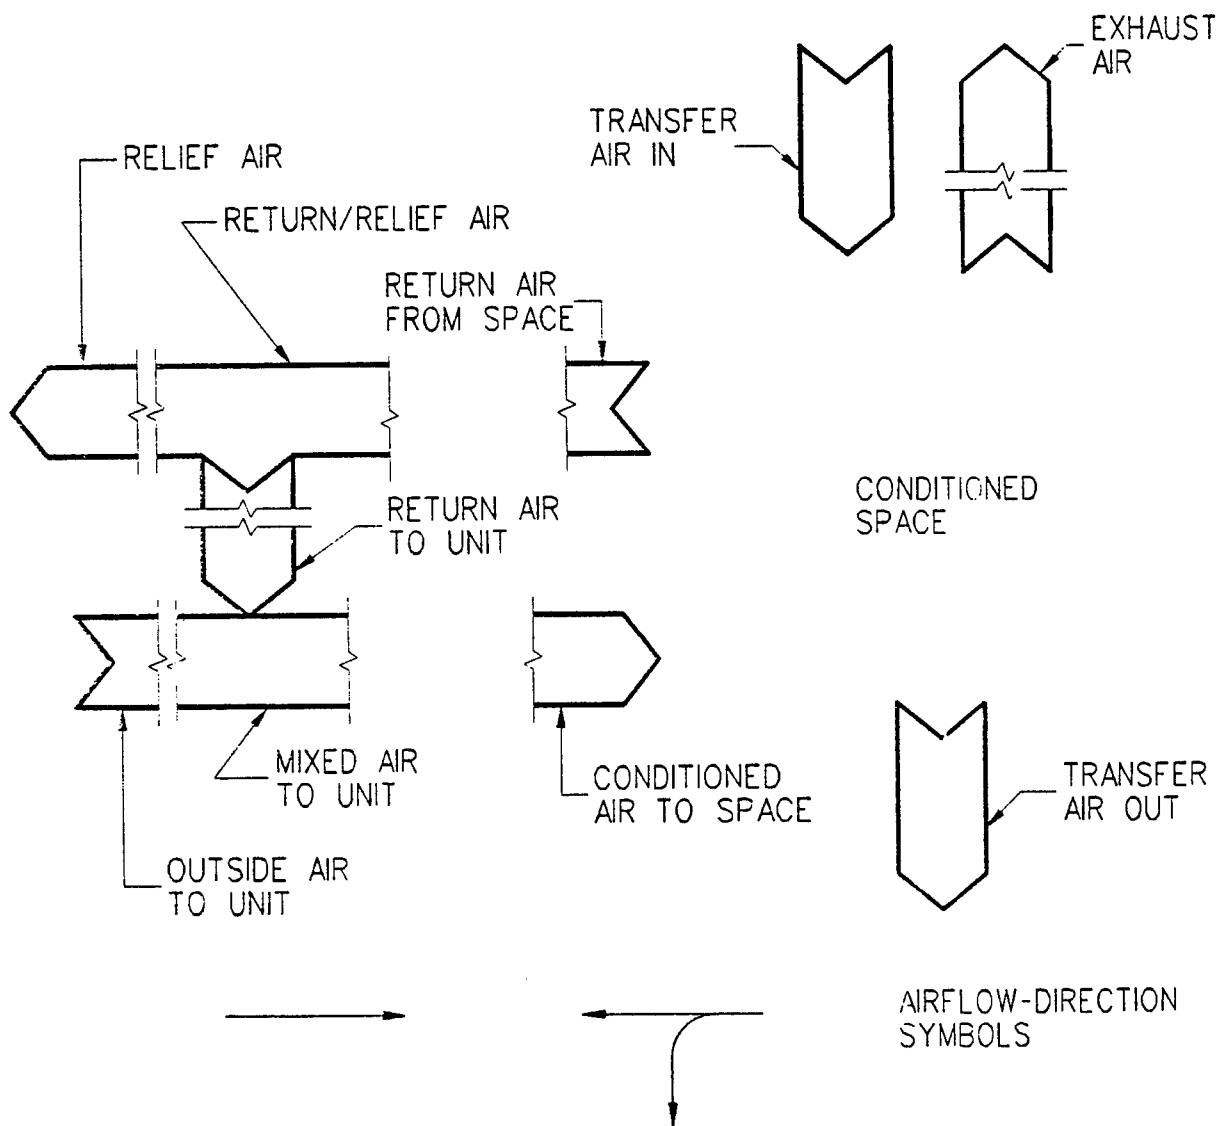 EXHAUST
AIR
TRANSFER
AIR IN
RELIEF AIR
RETURN/RELIEF AIR
RETURN AIR
FROM SPACE
CONDITIONED
SPACE
RETURN AIR
TO UNIT
MIXED AIR
TO UNIT
CONDITIONED
AIR TO SPACE
TRANSFER
AIR OUT
OUTSIDE AIR
TO UNIT
AIRFLOW-DIRECTION
SYMBOLS